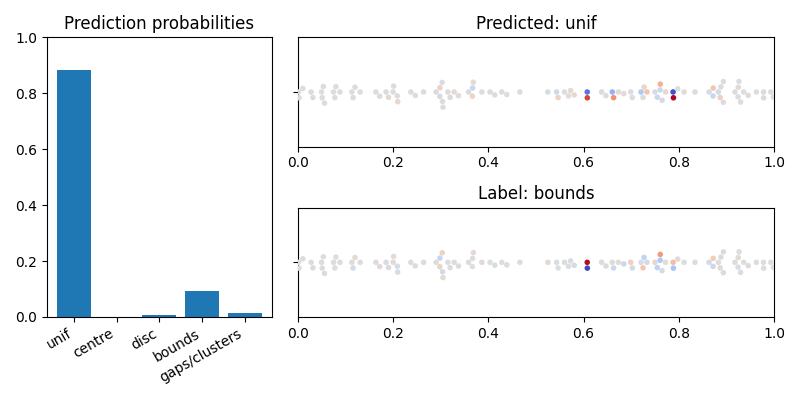 Prediction probabilities
1.0
0.8
0.6
0.4
0.2
0.0
unif
centre
disc
bounds
gaps/clusters
Predicted: unif
0.0 0.2 0.4 0.6 0.8 1.0
Label: bounds
0.0 0.2 0.4 0.6 0.8 1.0